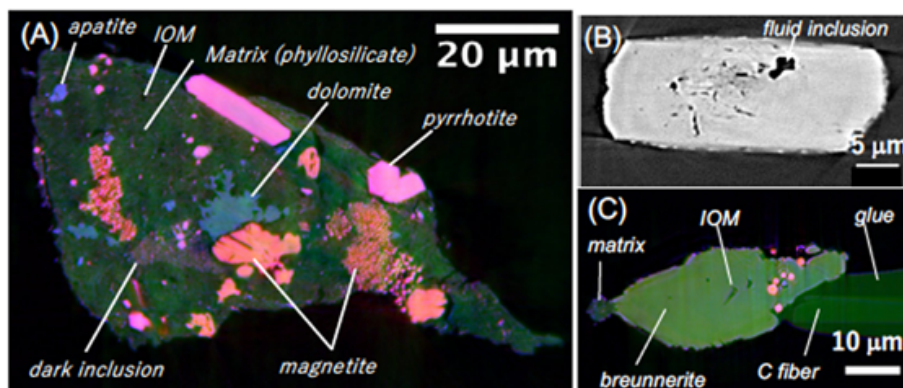 (A)
apatite
IOM
Matrix (phyllosilicate)
dolomite
pyrrhotite
20 μm
dark inclusion
magnetite
(B)
fluid inclusion
5 μm
(C)
matrix
IOM
glue
breunnerite
C fiber
10 μm